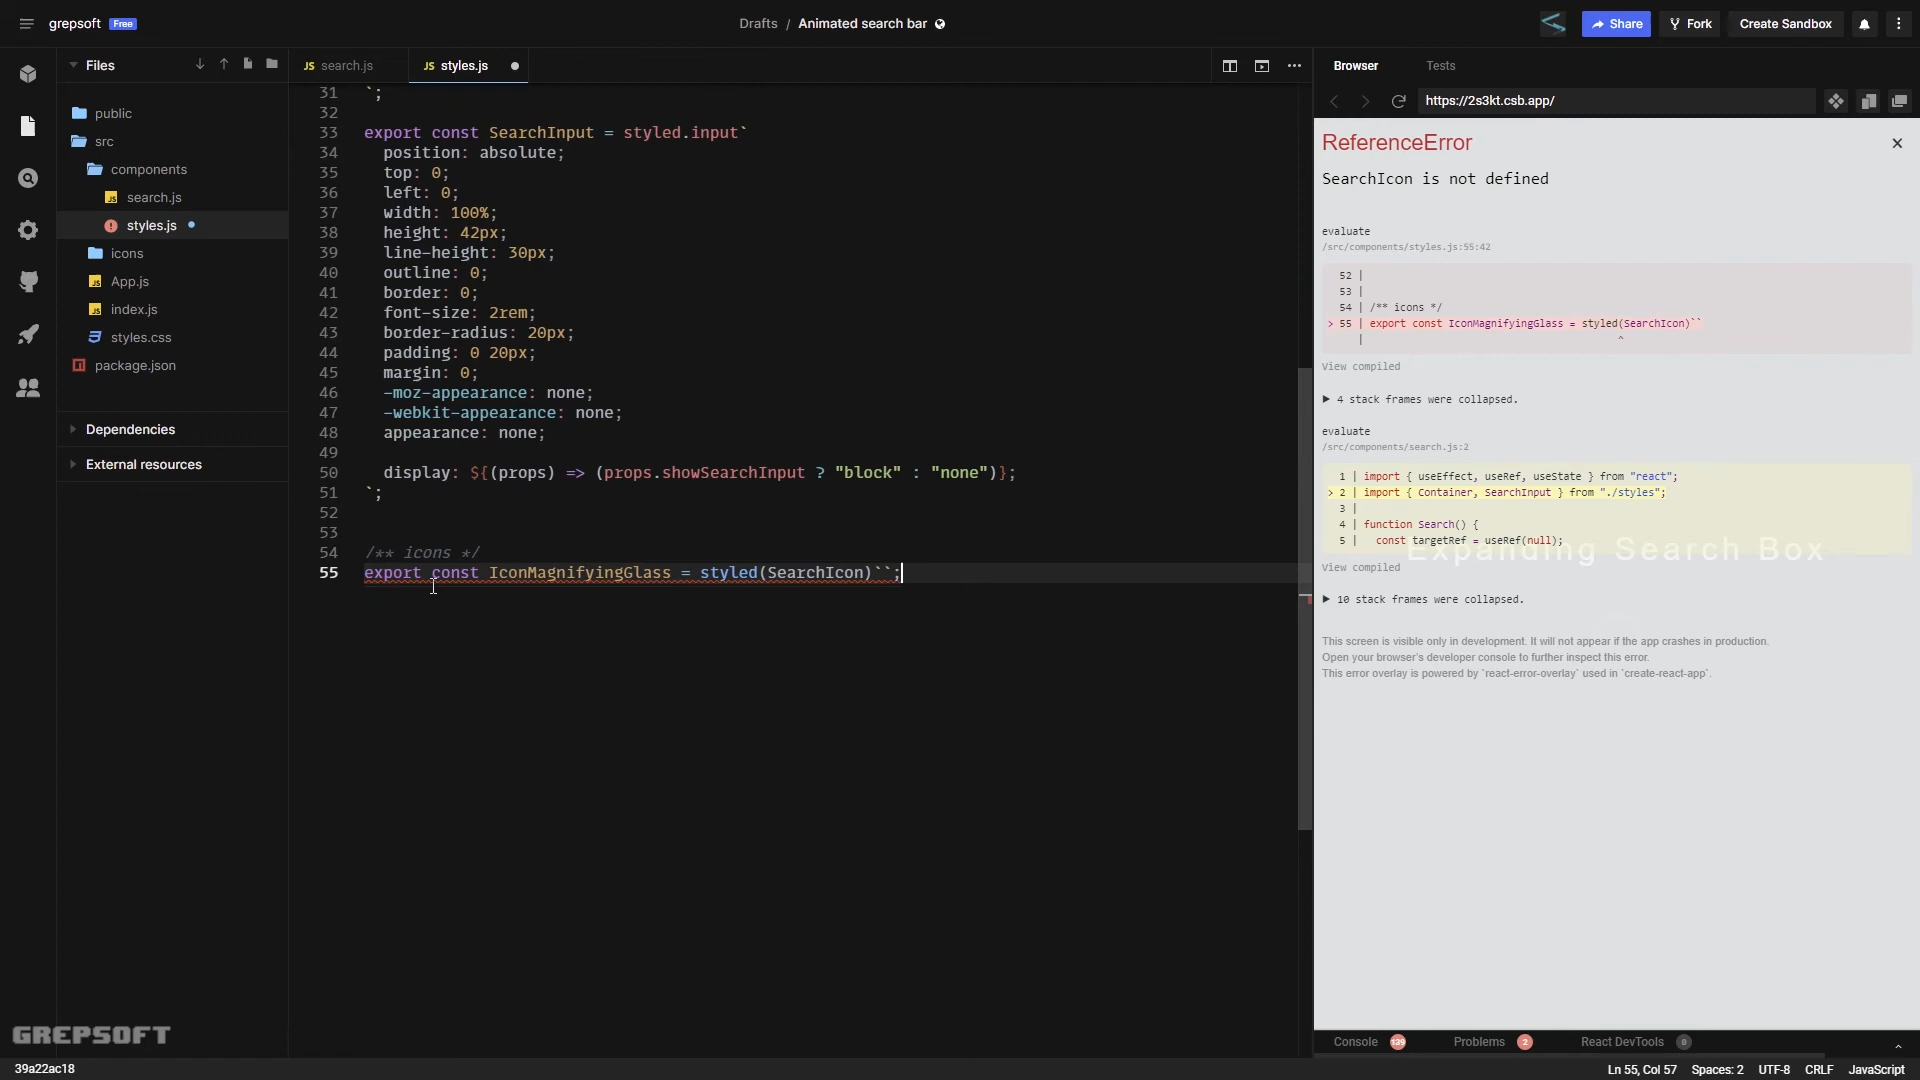 grepsoft Free
Drafts / Animated search bar
Share
Fork
Create Sandbox
Files
public
src
components
search.js
styles.js
icons
App.js
index.js
styles.css
package.json
Dependencies
External resources
JS search.js
JS styles.js
31 `;
32
33 export const SearchInput = styled.input`
34 position: absolute;
35 top: 0;
36 left: 0;
37 width: 100%;
38 height: 42px;
39 line-height: 30px;
40 outline: 0;
41 border: 0;
42 font-size: 2rem;
43 border-radius: 20px;
44 padding: 0 20px;
45 margin: 0;
46 -moz-appearance: none;
47 -webkit-appearance: none;
48 appearance: none;
49
50 display: ${(props) => (props.showSearchInput ? "block" : "none")};
51 `;
52
53
54 /** icons */
55 export const IconMagnifyingGlass = styled(SearchIcon)``;
Browser
Tests
https://2s3kt.csb.app/
ReferenceError
SearchIcon is not defined
evaluate
/src/components/styles.js:55:42
52 |
53 |
54 | /** icons */
> 55 | export const IconMagnifyingGlass = styled(SearchIcon)``
| ^
View compiled
▶ 4 stack frames were collapsed.
evaluate
/src/components/search.js:2
1 | import { useEffect, useRef, useState } from "react";
> 2 | import { Container, SearchInput } from "./styles";
3 |
4 | function Search() {
5 | const targetRef = useRef(null);
Expanding Search Box
View compiled
▶ 10 stack frames were collapsed.
This screen is visible only in development. It will not appear if the app crashes in production.
Open your browser's developer console to further inspect this error.
This error overlay is powered by `react-error-overlay` used in `create-react-app`.
Console 139
Problems 2
React DevTools 0
GREPSOFT
39a22ac18
Ln 55, Col 57
Spaces: 2
UTF-8
CRLF
JavaScript